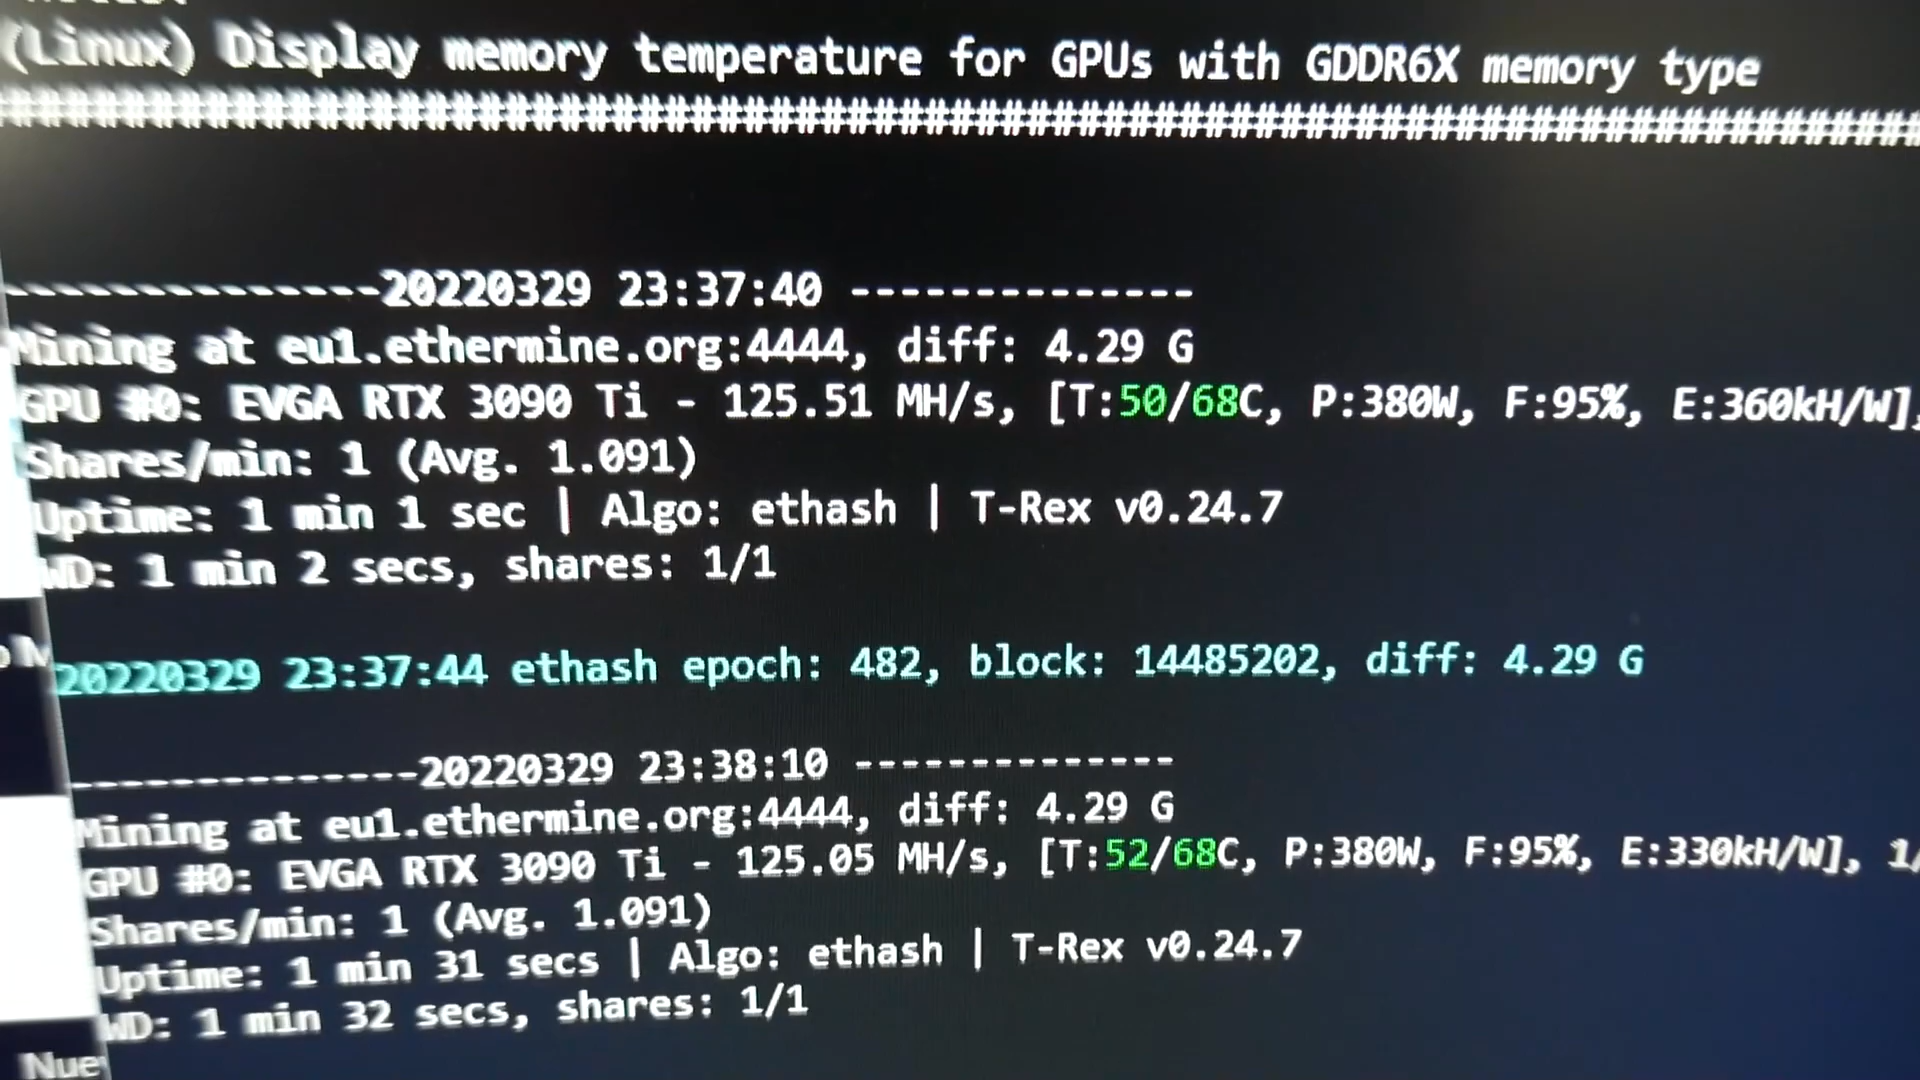 (Linux) Display memory temperature for GPUs with GDDR6X memory type
################################################################################
---------------20220329 23:37:40 --------------
Mining at eu1.ethermine.org:4444, diff: 4.29 G
GPU #0: EVGA RTX 3090 Ti - 125.51 MH/s, [T:50/68C, P:380W, F:95%, E:360kH/W],
Shares/min: 1 (Avg. 1.091)
Uptime: 1 min 1 sec | Algo: ethash | T-Rex v0.24.7
WD: 1 min 2 secs, shares: 1/1
20220329 23:37:44 ethash epoch: 482, block: 14485202, diff: 4.29 G
--------------20220329 23:38:10 --------------
Mining at eu1.ethermine.org:4444, diff: 4.29 G
GPU #0: EVGA RTX 3090 Ti - 125.05 MH/s, [T:52/68C, P:380W, F:95%, E:330kH/W], 1/
Shares/min: 1 (Avg. 1.091)
Uptime: 1 min 31 secs | Algo: ethash | T-Rex v0.24.7
WD: 1 min 32 secs, shares: 1/1
Nue